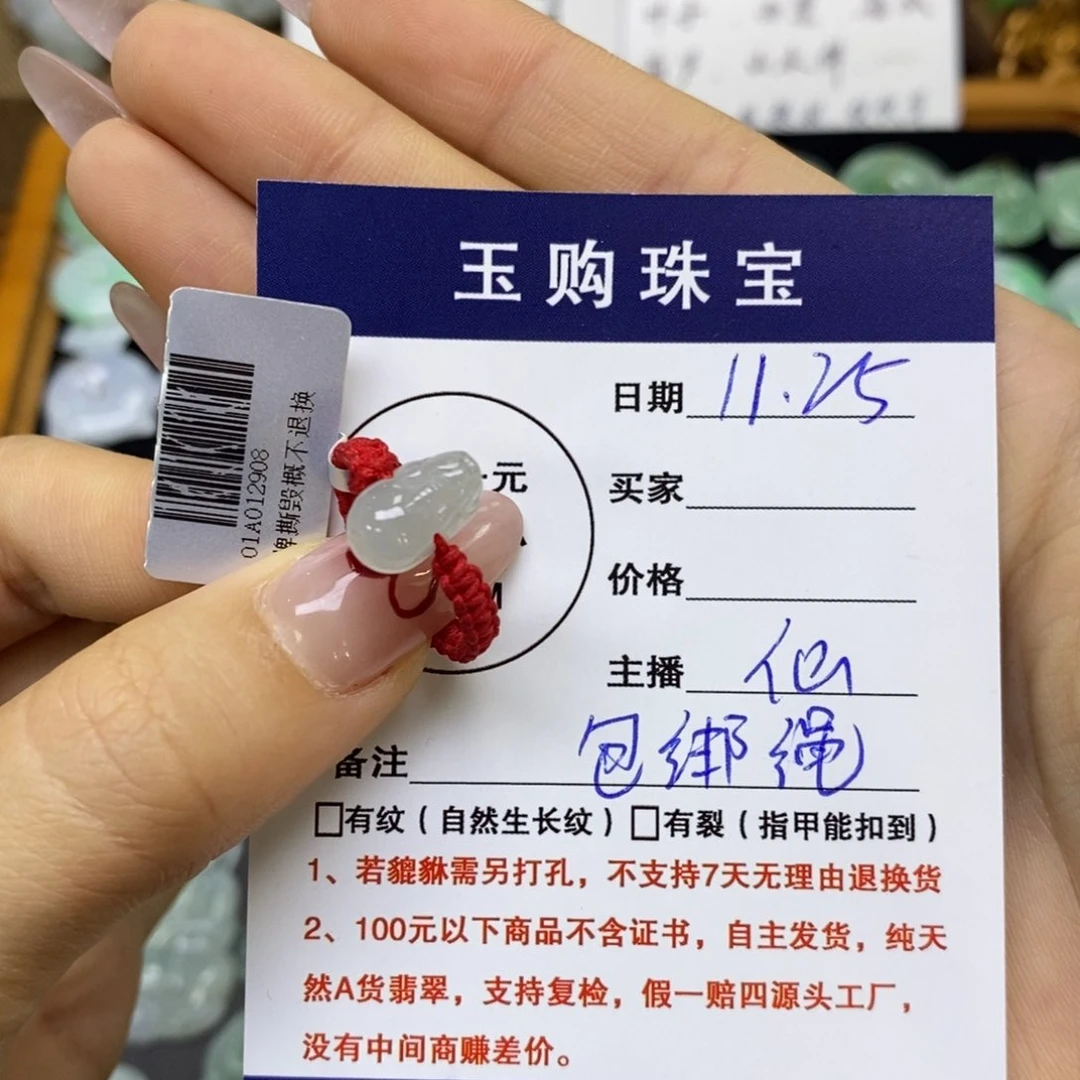 玉购珠宝
日期 11.25
元
买家
价格
M
主播 仙
备注 包绑绳
□有纹（自然生长纹）□有裂（指甲能扣到）
1、若貔貅需另打孔，不支持7天无理由退换货
2、100元以下商品不含证书，自主发货，纯天
然A货翡翠，支持复检，假一赔四源头工厂，
没有中间商赚差价。
01A012908
牌撕毁概不退换